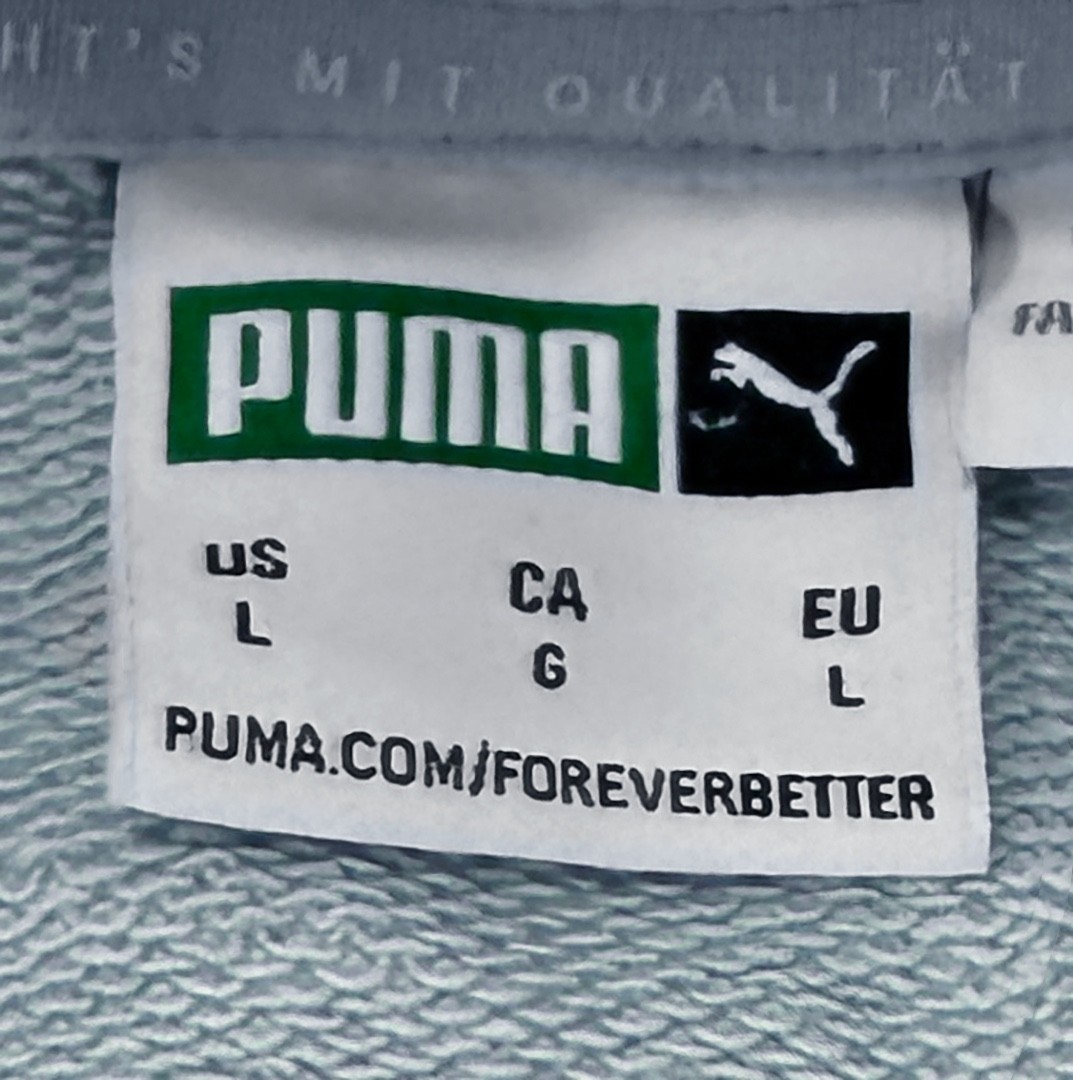 HT'S MIT QUALITÄT
PUMA
US CA EU
L G L
PUMA.COM/FOREVERBETTER